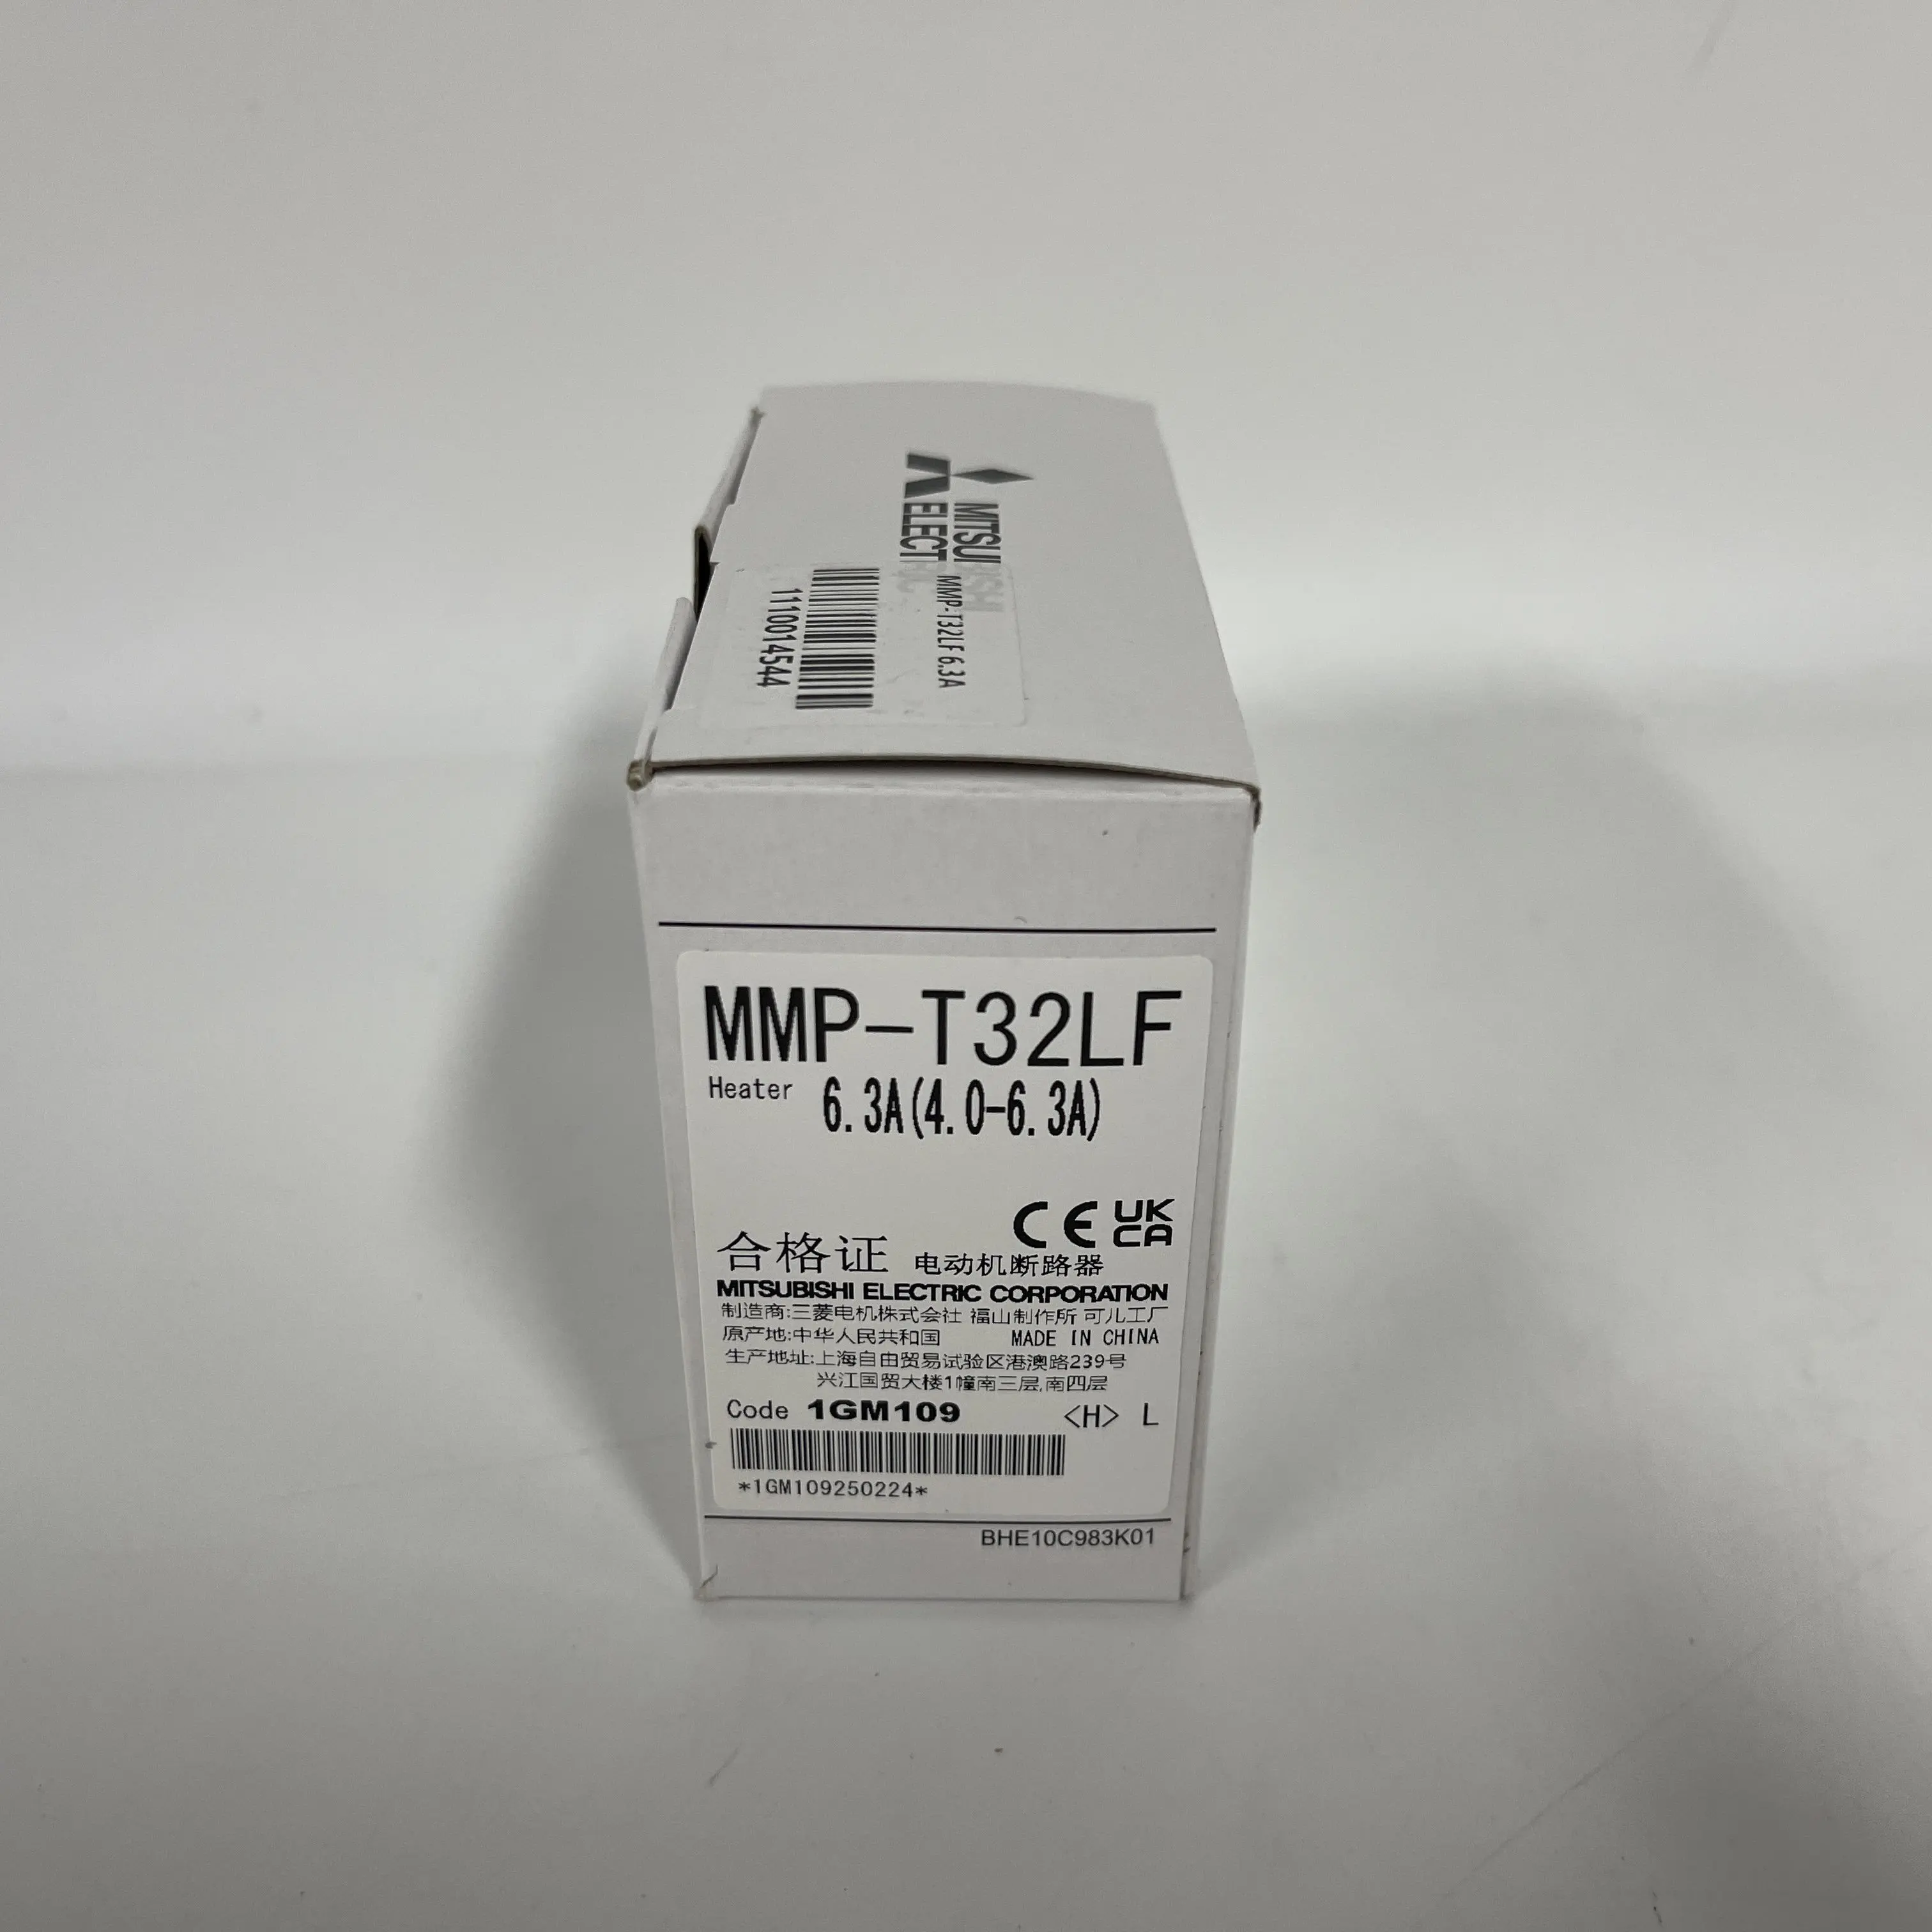 MITSUBISHI
ELECTRIC
MMP-T32LF 6.3A
1110014544
MMP-T32LF
Heater 6.3A(4.0-6.3A)
CE UK CA
合格证 电动机断路器
MITSUBISHI ELECTRIC CORPORATION
制造商:三菱电机株式会社 福山制作所 可儿工厂
原产地:中华人民共和国 MADE IN CHINA
生产地址:上海自由贸易试验区港澳路239号
兴江国贸大楼1幢南三层,南四层
Code 1GM109 <H> L
*1GM109250224*
BHE10C983K01